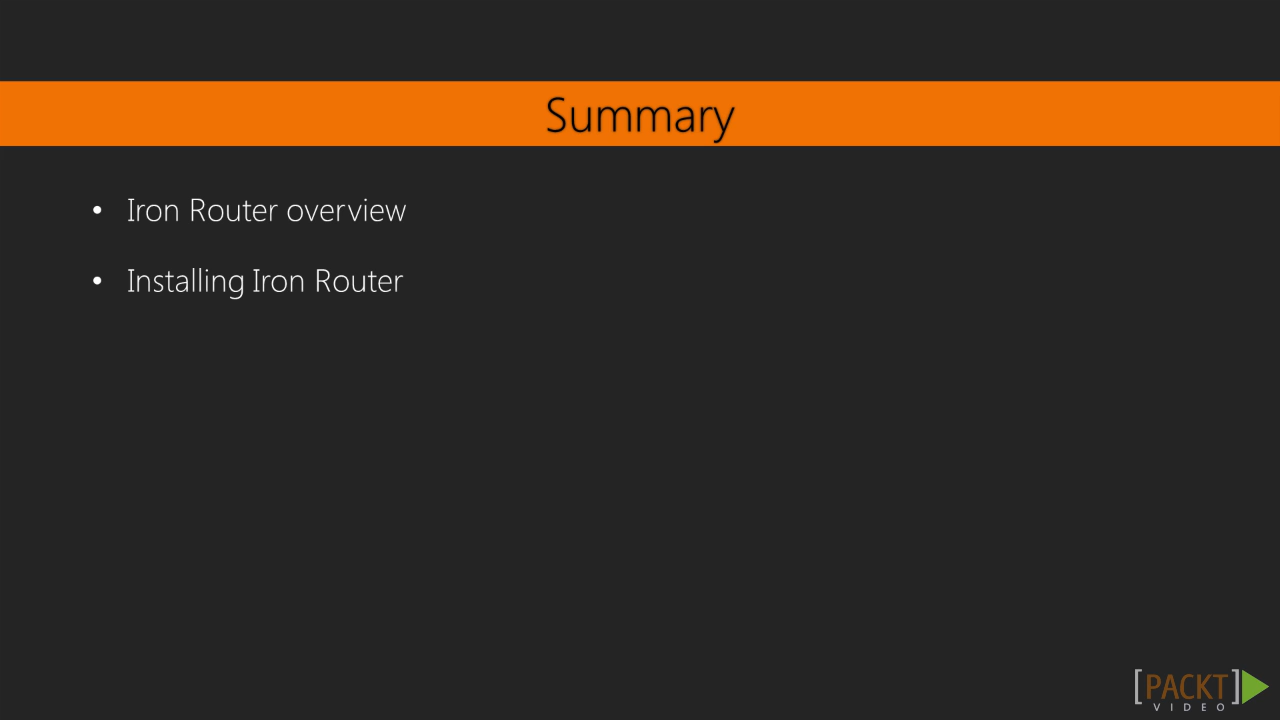 Summary
• Iron Router overview
• Installing Iron Router
[PACKT]
VIDEO